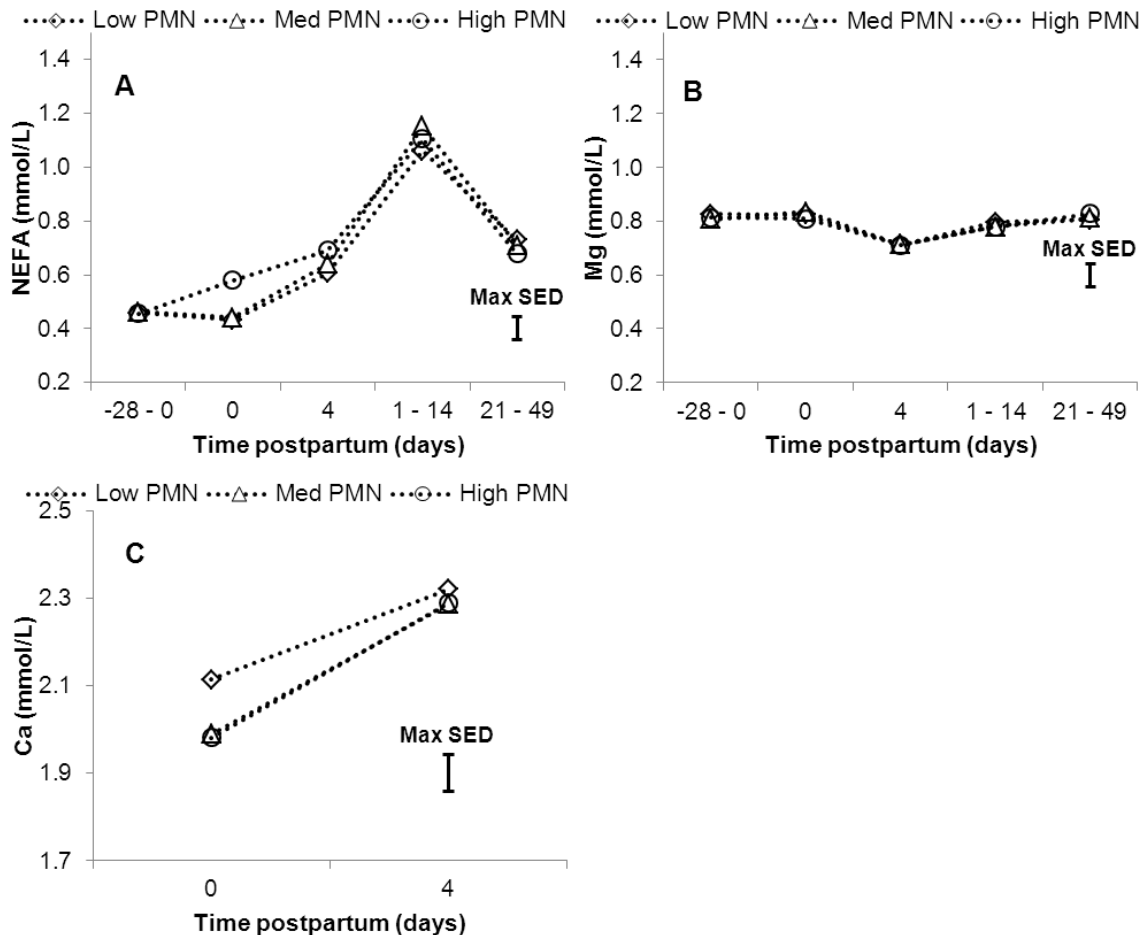 Low PMN Med PMN High PMN
1.4
1.2
1.0
0.8
0.6
0.4
0.2
NEFA (mmol/L)
A
Max SED
-28 - 0 0 4 1 - 14 21 - 49
Time postpartum (days)
Low PMN Med PMN High PMN
1.4
1.2
1.0
0.8
0.6
0.4
0.2
Mg (mmol/L)
B
Max SED
-28 - 0 0 4 1 - 14 21 - 49
Time postpartum (days)
Low PMN Med PMN High PMN
2.5
2.3
2.1
1.9
1.7
Ca (mmol/L)
C
Max SED
0 4
Time postpartum (days)